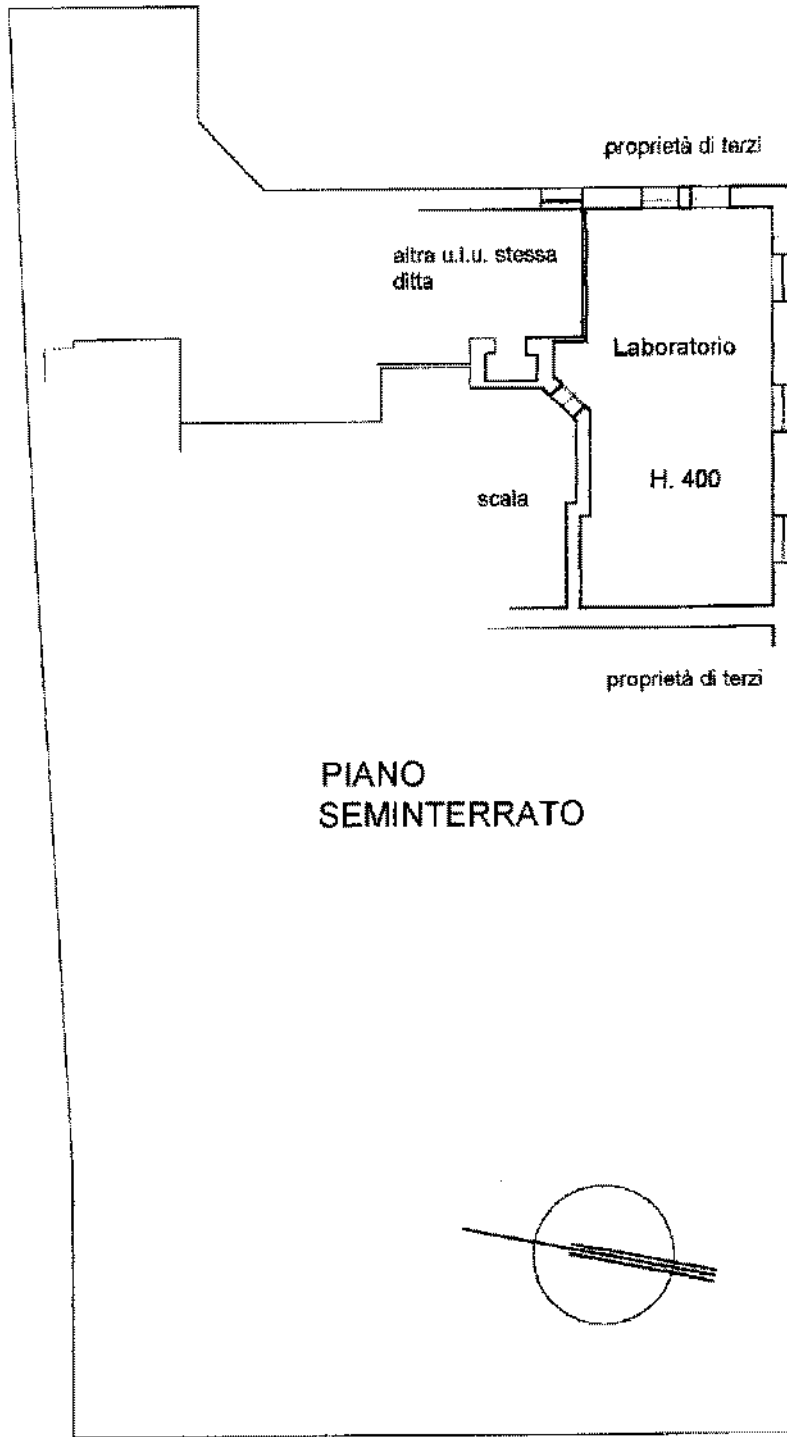 proprietà di terzi
altra u.i.u. stessa
ditta
Laboratorio
H. 400
scala
proprietà di terzi
PIANO
SEMINTERRATO